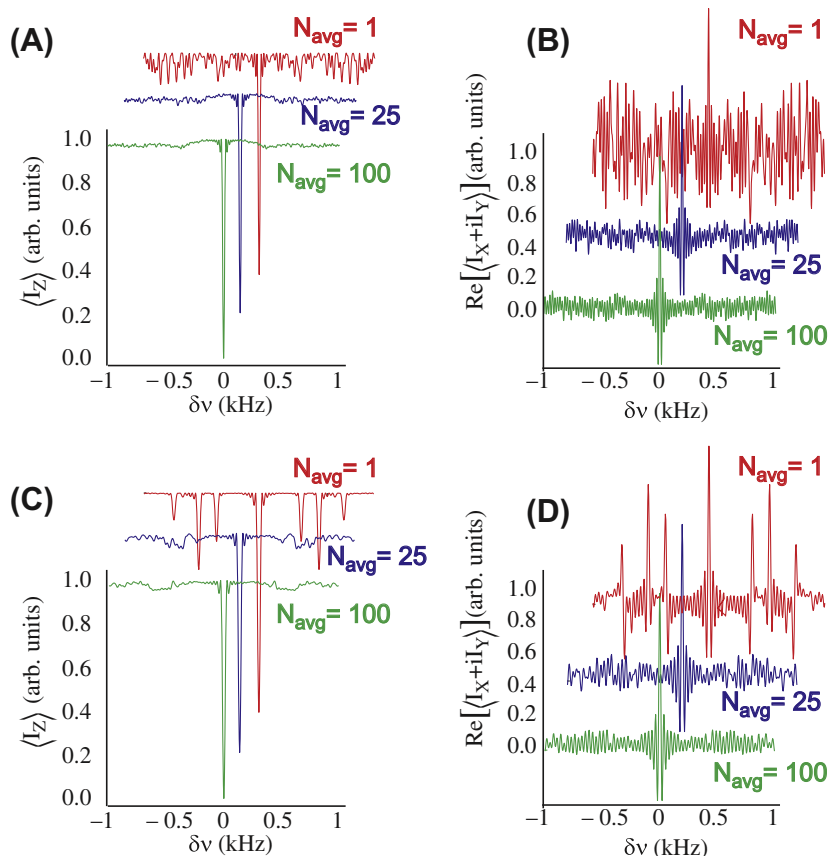 (A)
N_avg = 1
N_avg = 25
N_avg = 100
⟨I_Z⟩ (arb. units)
1.0
0.8
0.6
0.4
0.2
0.0
−1 −0.5 0 0.5 1
δν (kHz)
(B)
N_avg = 1
N_avg = 25
N_avg = 100
Re[⟨I_X+iI_Y⟩] (arb. units)
1.0
0.8
0.6
0.4
0.2
0.0
−1 −0.5 0 0.5 1
δν (kHz)
(C)
N_avg = 1
N_avg = 25
N_avg = 100
⟨I_Z⟩ (arb. units)
1.0
0.8
0.6
0.4
0.2
0.0
−1 −0.5 0 0.5 1
δν (kHz)
(D)
N_avg = 1
N_avg = 25
N_avg = 100
Re[⟨I_X+iI_Y⟩] (arb. units)
1.0
0.8
0.6
0.4
0.2
0.0
−1 −0.5 0 0.5 1
δν (kHz)